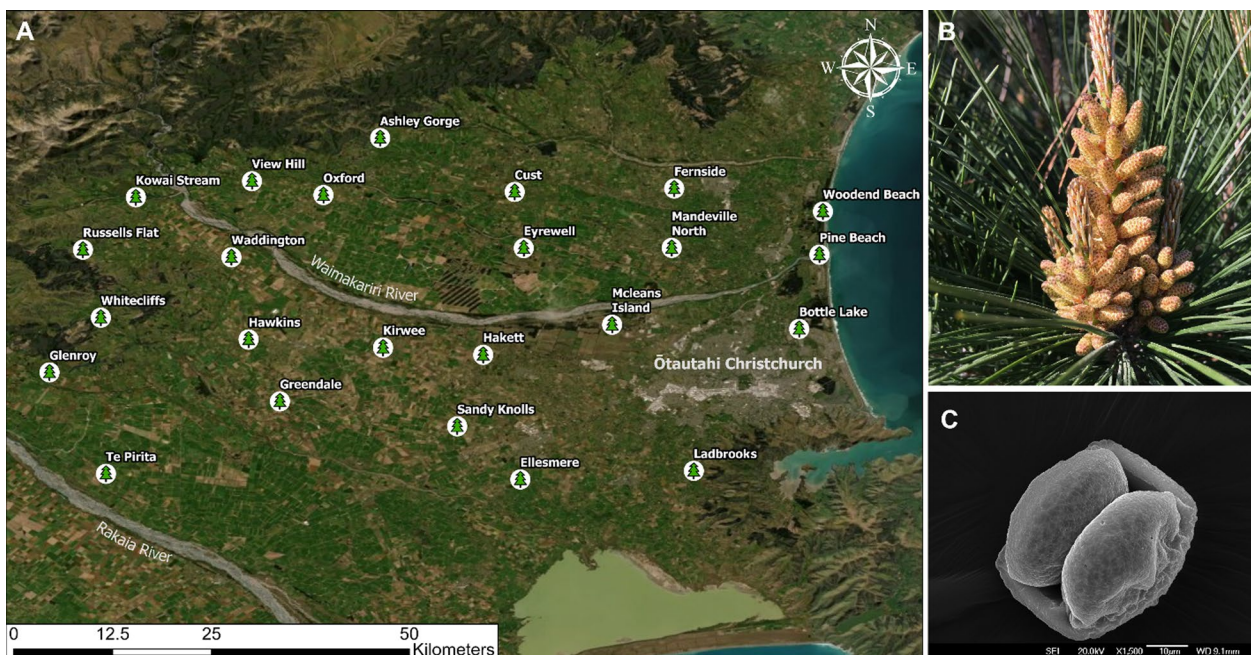 A
N
W
E
S
Ashley Gorge
View Hill
Kowai Stream
Oxford
Cust
Fernside
Woodend Beach
Russells Flat
Waddington
Eyrewell
Mandeville
North
Pine Beach
Waimakariri River
Whitecliffs
Mcleans
Island
Bottle Lake
Hawkins
Kirwee
Hakett
Glenroy
Ōtautahi Christchurch
Greendale
Sandy Knolls
Te Pirita
Ellesmere
Ladbrooks
Rakaia River
0 12.5 25 50
Kilometers
B
C
SEI 20.0kV X1,500 10µm WD 9.1mm